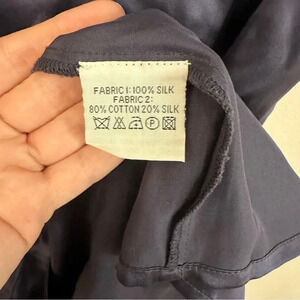 FABRIC 1: 100% SILK
FABRIC 2:
80% COTTON 20% SILK